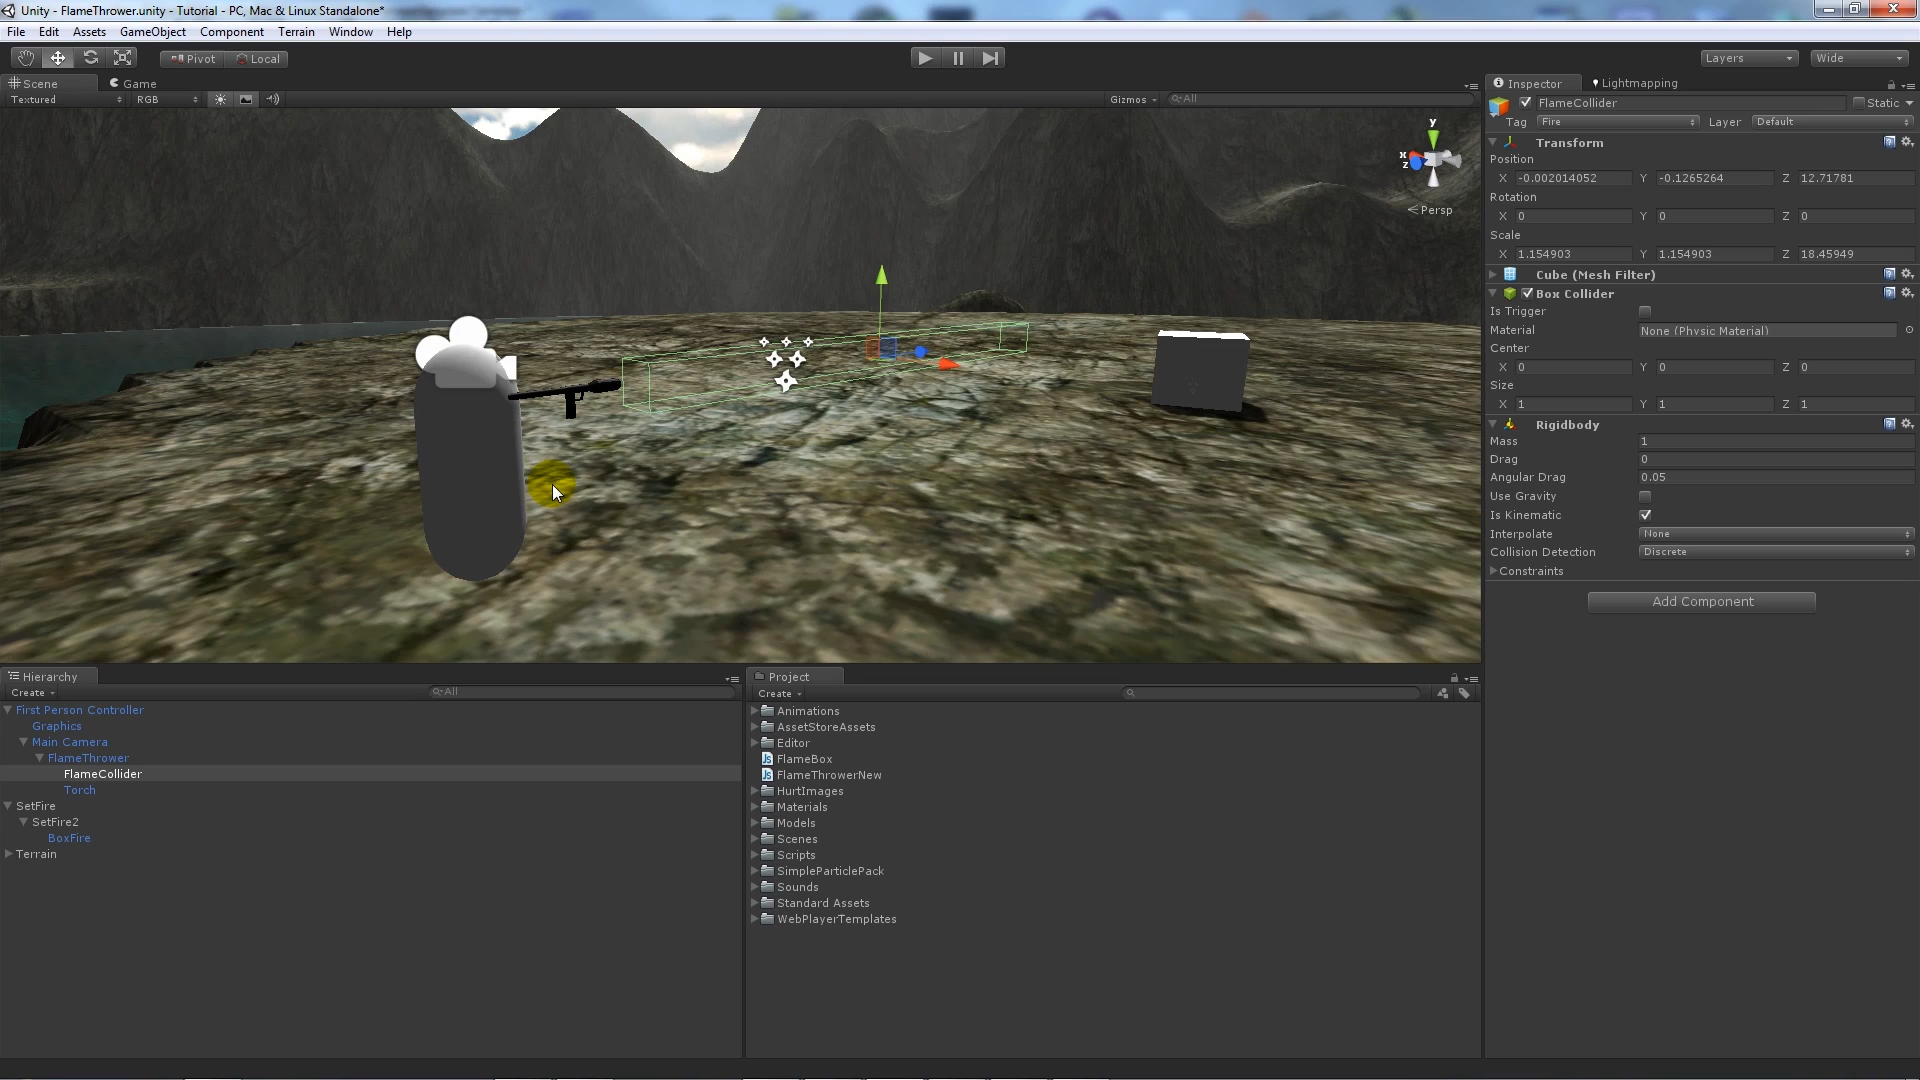 Unity - FlameThrower.unity - Tutorial - PC, Mac & Linux Standalone*
File Edit Assets GameObject Component Terrain Window Help
Pivot Local Layers Wide
Scene Game
Textured RGB Gizmos All
y
x
z
Persp
Inspector Lightmapping
FlameCollider Static
Tag Fire Layer Default
Transform
Position
X -0.002014052 Y -0.1265264 Z 12.71781
Rotation
X 0 Y 0 Z 0
Scale
X 1.154903 Y 1.154903 Z 18.45949
Cube (Mesh Filter)
Box Collider
Is Trigger
Material None (Physic Material)
Center
X 0 Y 0 Z 0
Size
X 1 Y 1 Z 1
Rigidbody
Mass 1
Drag 0
Angular Drag 0.05
Use Gravity
Is Kinematic
Interpolate None
Collision Detection Discrete
Constraints
Add Component
Hierarchy
Create All
First Person Controller
Graphics
Main Camera
FlameThrower
FlameCollider
Torch
SetFire
SetFire2
BoxFire
Terrain
Project
Create
Animations
AssetStoreAssets
Editor
FlameBox
FlameThrowerNew
HurtImages
Materials
Models
Scenes
Scripts
SimpleParticlePack
Sounds
Standard Assets
WebPlayerTemplates